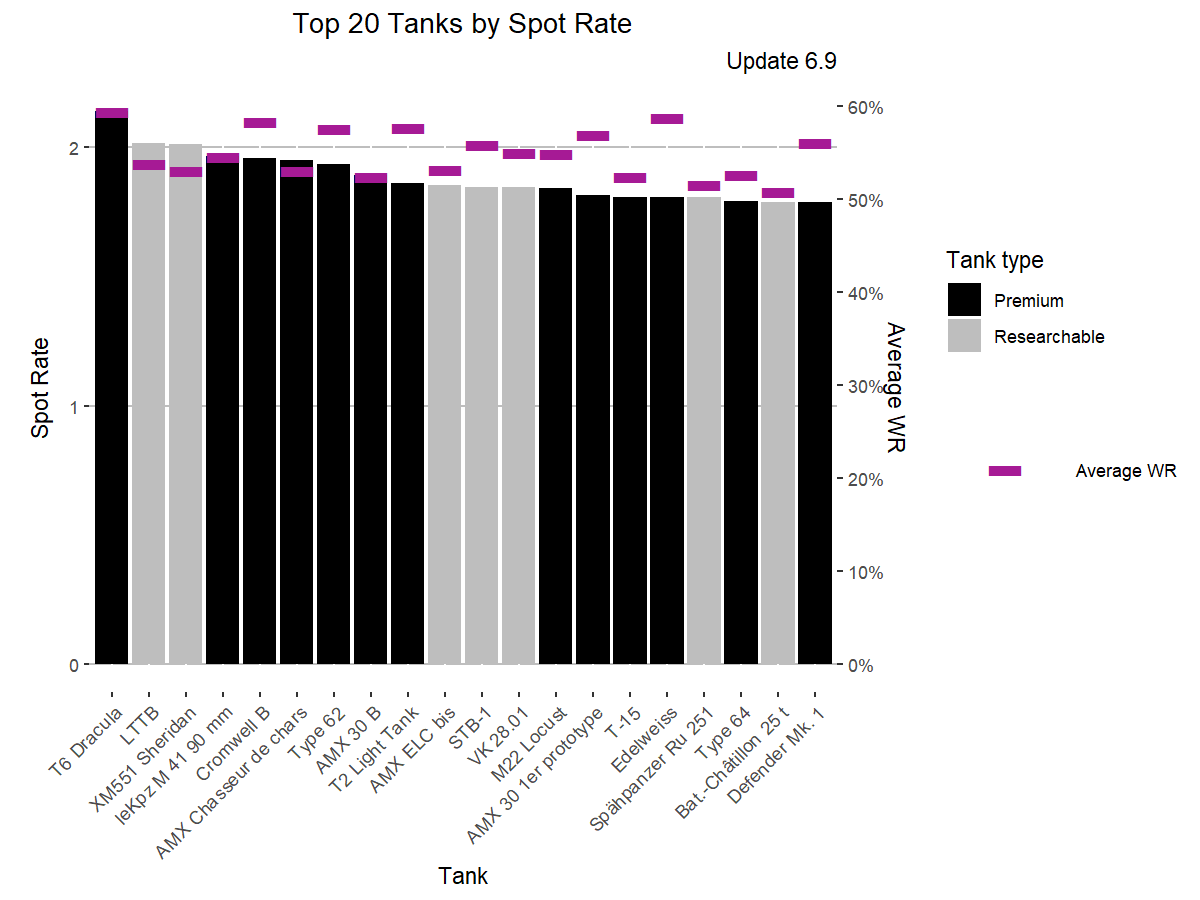 Top 20 Tanks by Spot Rate
Update 6.9
Spot Rate
2
1
0
60%
50%
40%
30%
20%
10%
0%
Average WR
T6 Dracula
LTTB
XM551 Sheridan
leKpz M 41 90 mm
Cromwell B
AMX Chasseur de chars
Type 62
AMX 30 B
T2 Light Tank
AMX ELC bis
STB-1
VK 28.01
M22 Locust
AMX 30 1er prototype
T-15
Edelweiss
Spähpanzer Ru 251
Type 64
Bat.-Châtillon 25 t
Defender Mk. 1
Tank
Tank type
Premium
Researchable
Average WR